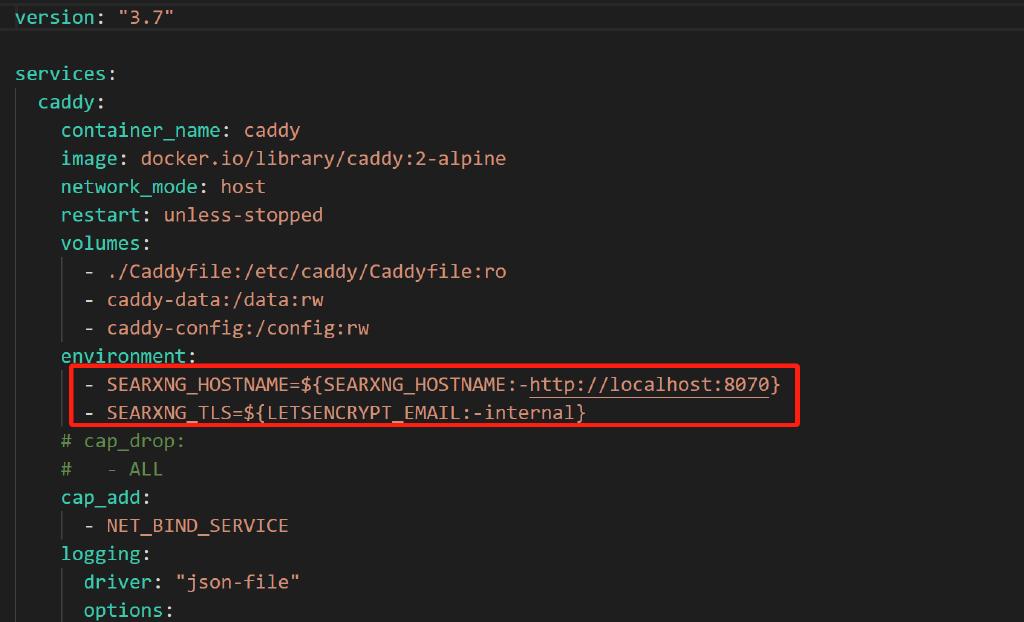 version: "3.7"
services:
caddy:
container_name: caddy
image: docker.io/library/caddy:2-alpine
network_mode: host
restart: unless-stopped
volumes:
- ./Caddyfile:/etc/caddy/Caddyfile:ro
- caddy-data:/data:rw
- caddy-config:/config:rw
environment:
- SEARXNG_HOSTNAME=${SEARXNG_HOSTNAME:-http://localhost:8070}
- SEARXNG_TLS=${LETSENCRYPT_EMAIL:-internal}
# cap_drop:
#   - ALL
cap_add:
- NET_BIND_SERVICE
logging:
driver: "json-file"
options: